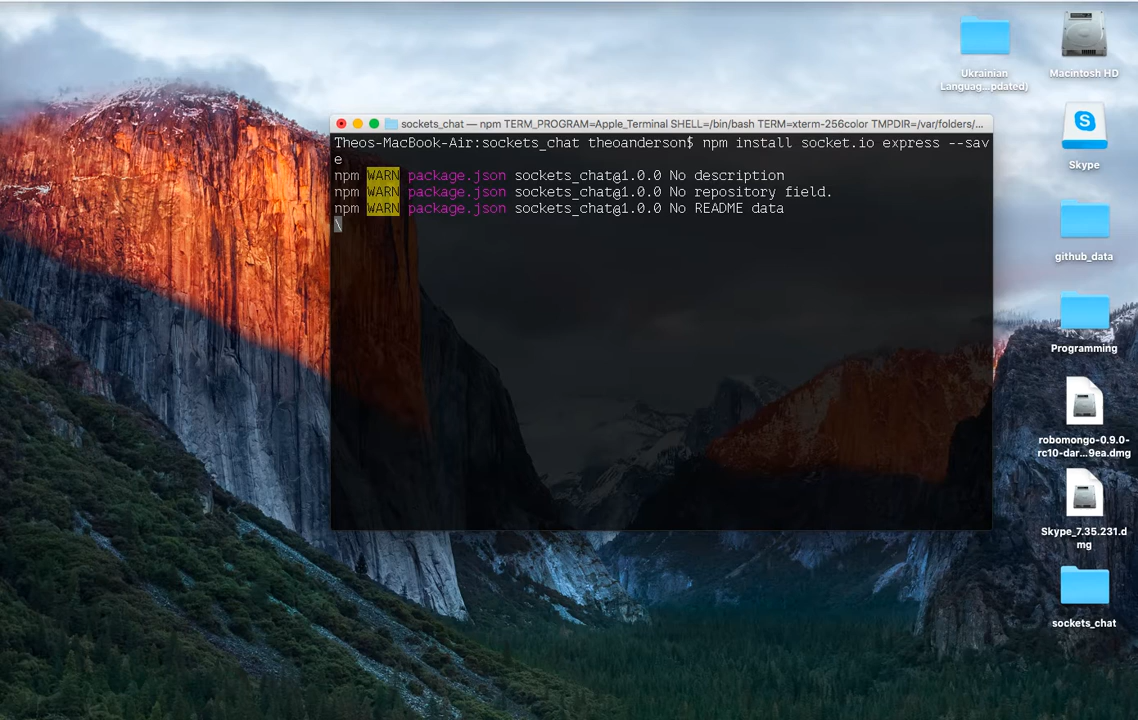 sockets_chat — npm TERM_PROGRAM=Apple_Terminal SHELL=/bin/bash TERM=xterm-256color TMPDIR=/var/folders/...
Theos-MacBook-Air:sockets_chat theoanderson$ npm install socket.io express --sav
e
npm WARN package.json sockets_chat@1.0.0 No description
npm WARN package.json sockets_chat@1.0.0 No repository field.
npm WARN package.json sockets_chat@1.0.0 No README data
\
Ukrainian
Languag...pdated)
Macintosh HD
Skype
github_data
Programming
robomongo-0.9.0-
rc10-dar...9ea.dmg
Skype_7.35.231.d
mg
sockets_chat